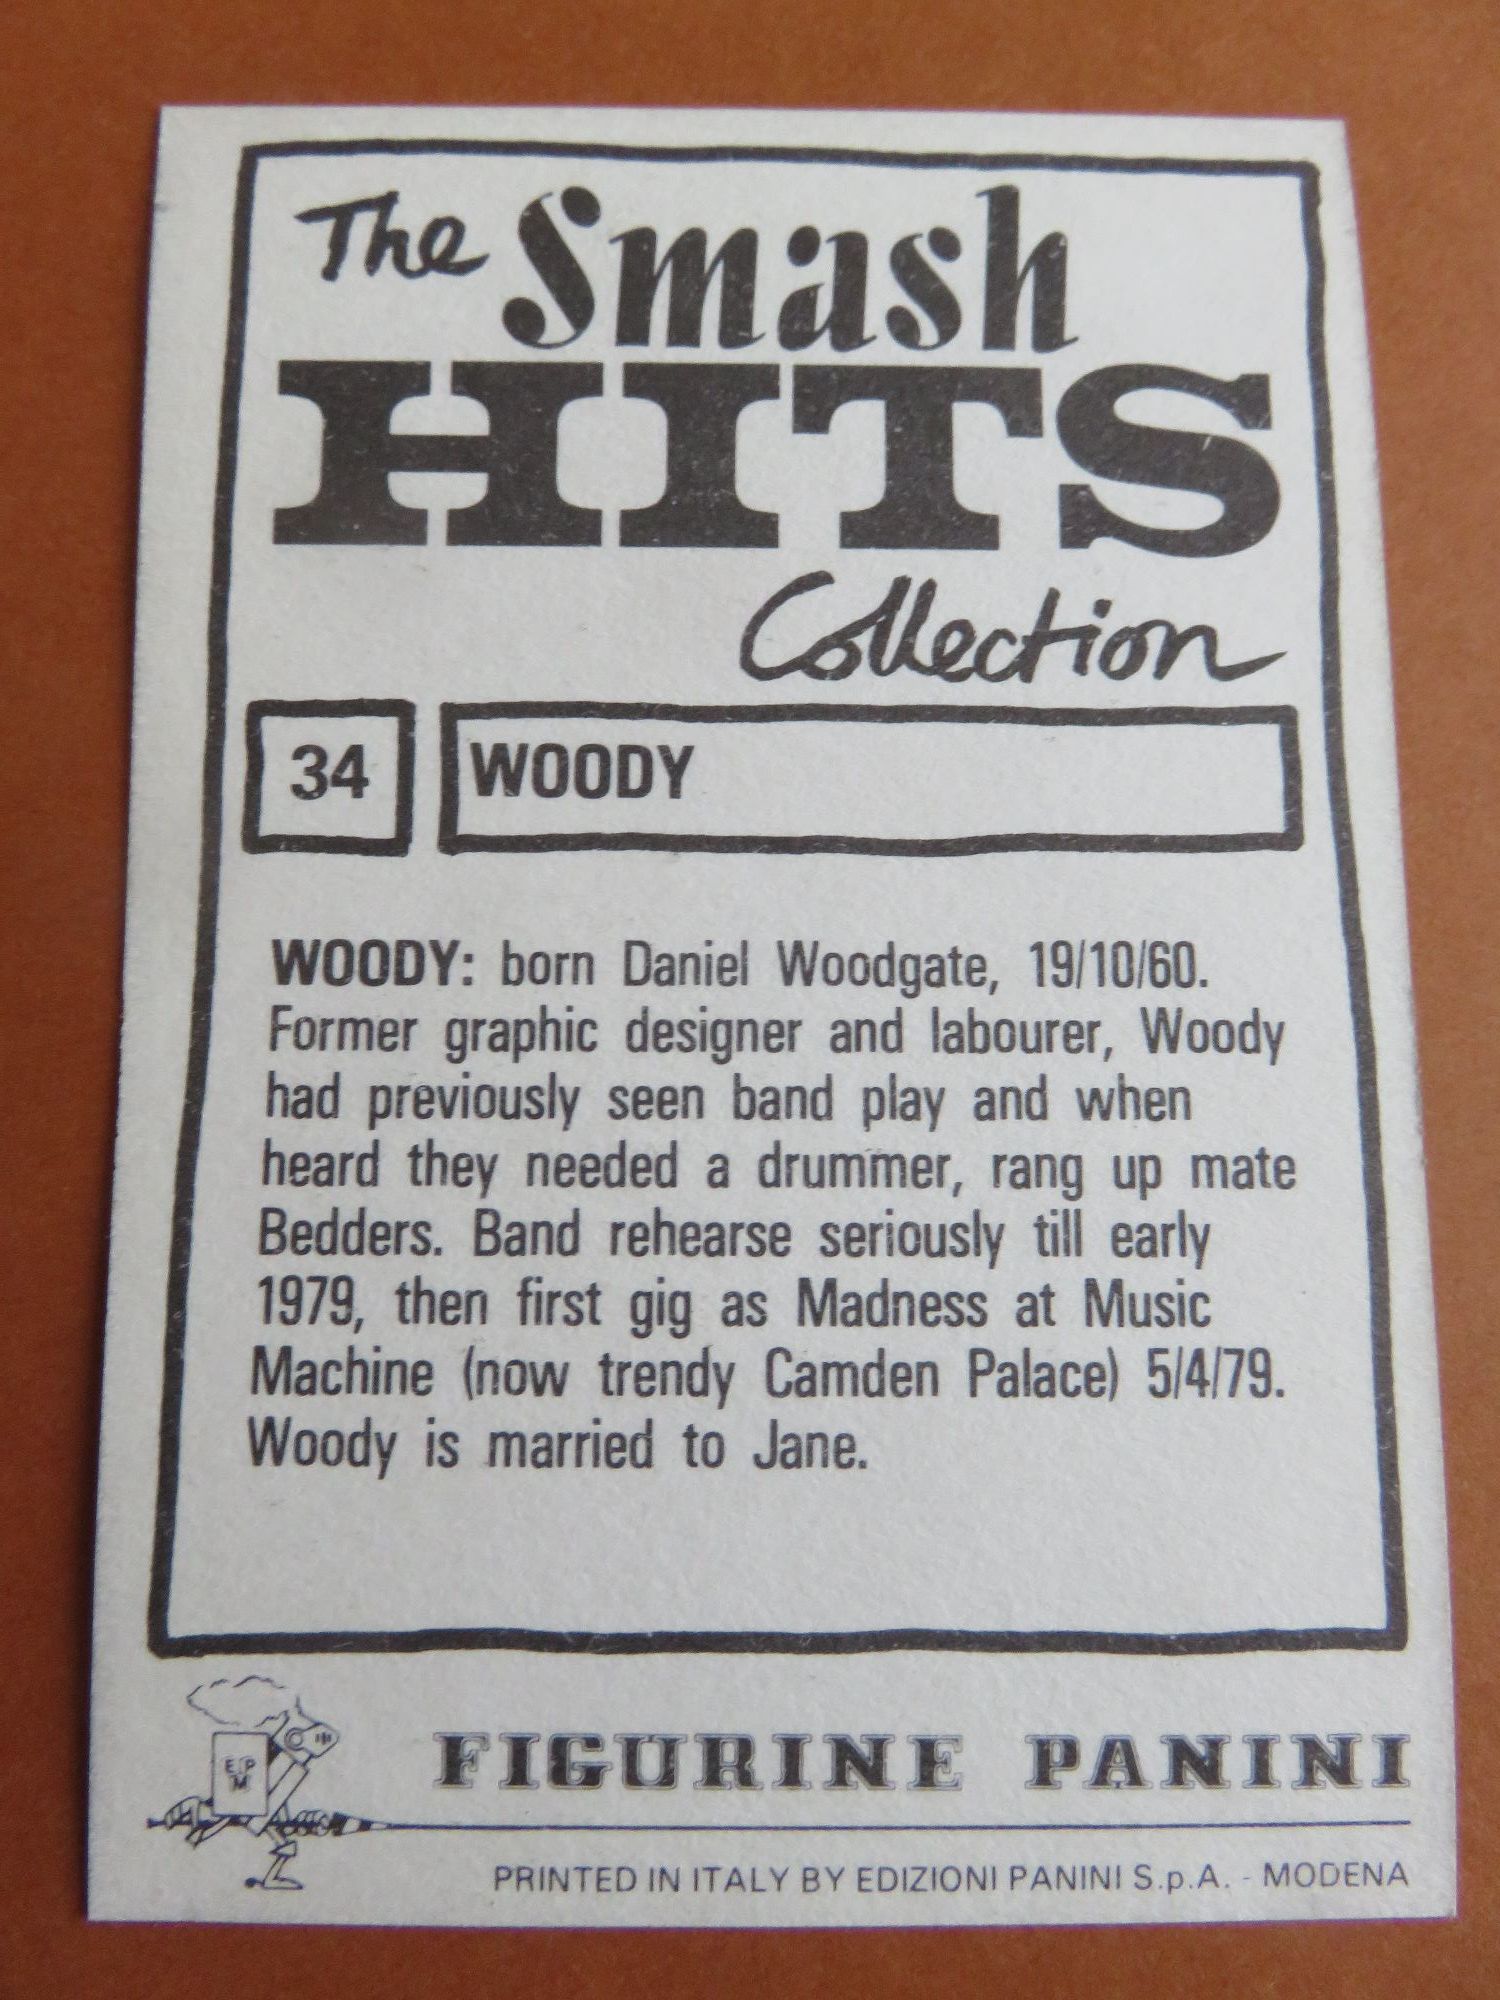 The Smash
HITS
Collection
34 WOODY
WOODY: born Daniel Woodgate, 19/10/60.
Former graphic designer and labourer, Woody
had previously seen band play and when
heard they needed a drummer, rang up mate
Bedders. Band rehearse seriously till early
1979, then first gig as Madness at Music
Machine (now trendy Camden Palace) 5/4/79.
Woody is married to Jane.
EPM
FIGURINE PANINI
PRINTED IN ITALY BY EDIZIONI PANINI S.p.A. - MODENA